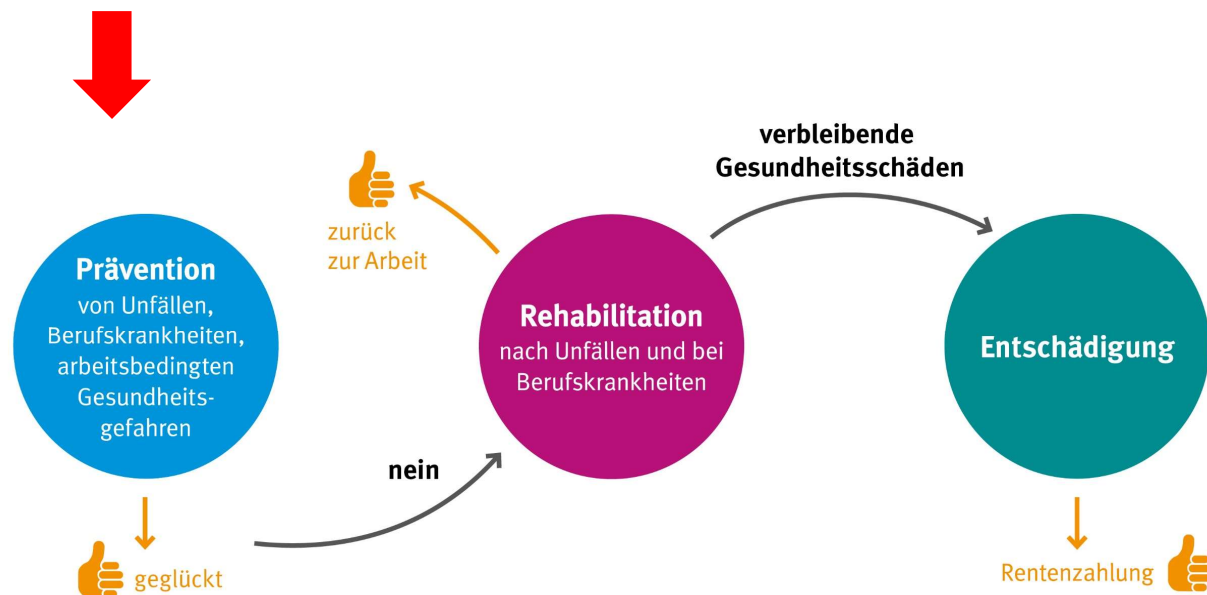 Prävention
von Unfällen,
Berufskrankheiten,
arbeitsbedingten
Gesundheits-
gefahren
geglückt
nein
zurück
zur Arbeit
Rehabilitation
nach Unfällen und bei
Berufskrankheiten
verbleibende
Gesundheitsschäden
Entschädigung
Rentenzahlung